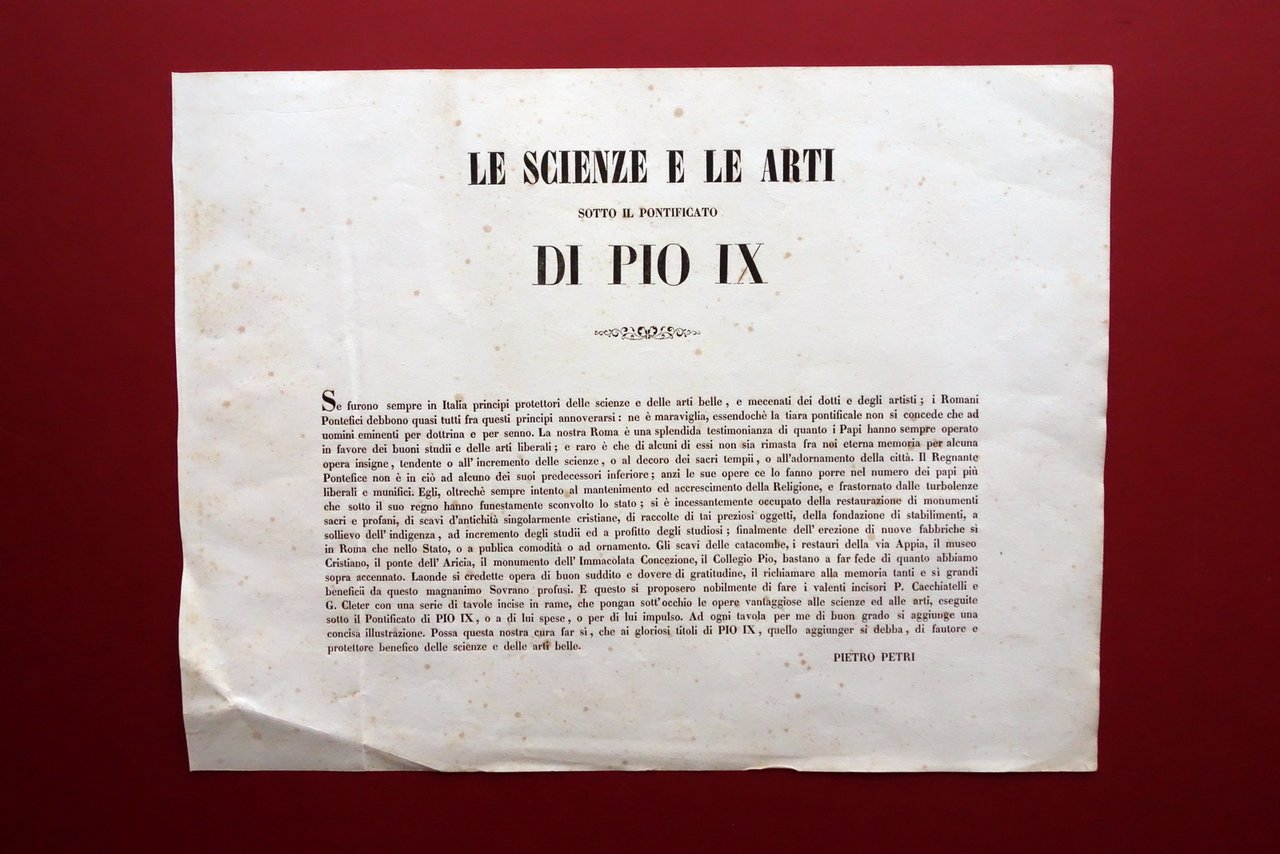 LE SCIENZE E LE ARTI
SOTTO IL PONTIFICATO
DI PIO IX
Se furono sempre in Italia principi protettori delle scienze e delle arti belle , e mecenati dei dotti e degli artisti ; i Romani
Pontefici debbono quasi tutti fra questi principi annoverarsi : ne è maraviglia, essendochè la tiara pontificale non si concede che ad
uomini eminenti per dottrina e per senno. La nostra Roma è una splendida testimonianza di quanto i Papi hanno sempre operato
in favore dei buoni studii e delle arti liberali ; e raro è che di alcuni di essi non sia rimasta fra noi eterna memoria per alcuna
opera insigne , tendente o all' incremento delle scienze , o al decoro dei sacri tempii , o all'adornamento della città. Il Regnante
Pontefice non è in ciò ad alcuno dei suoi predecessori inferiore ; anzi le sue opere ce lo fanno porre nel numero dei papi più
liberali e munifici. Egli, oltrechè sempre intento al mantenimento ed accrescimento della Religione, e frastornato dalle turbolenze
che sotto il suo regno hanno funestamente sconvolto lo stato ; si è incessantemente occupato della restaurazione di monumenti
sacri e profani, di scavi d'antichità singolarmente cristiane, di raccolte di tai preziosi oggetti, della fondazione di stabilimenti, a
sollievo dell' indigenza, ad incremento degli studii ed a profitto degli studiosi ; finalmente dell' erezione di nuove fabbriche sì
in Roma che nello Stato, o a publica comodità o ad ornamento. Gli scavi delle catacombe, i restauri della via Appia, il museo
Cristiano, il ponte dell' Aricia, il monumento dell' Immacolata Concezione, il Collegio Pio, bastano a far fede di quanto abbiamo
sopra accennato. Laonde si credette opera di buon suddito e dovere di gratitudine, il richiamare alla memoria tanti e sì grandi
beneficii da questo magnanimo Sovrano profusi. E questo si proposero nobilmente di fare i valenti incisori P. Cacchiatelli e
G. Cleter con una serie di tavole incise in rame, che pongan sott' occhio le opere vantaggiose alle scienze ed alle arti, eseguite
sotto il Pontificato di PIO IX , o a di lui spese , o per di lui impulso. Ad ogni tavola per me di buon grado si aggiunge una
concisa illustrazione. Possa questa nostra cura far sì , che ai gloriosi titoli di PIO IX , quello aggiunger si debba , di fautore e
protettore benefico delle scienze e delle arti belle.
PIETRO PETRI